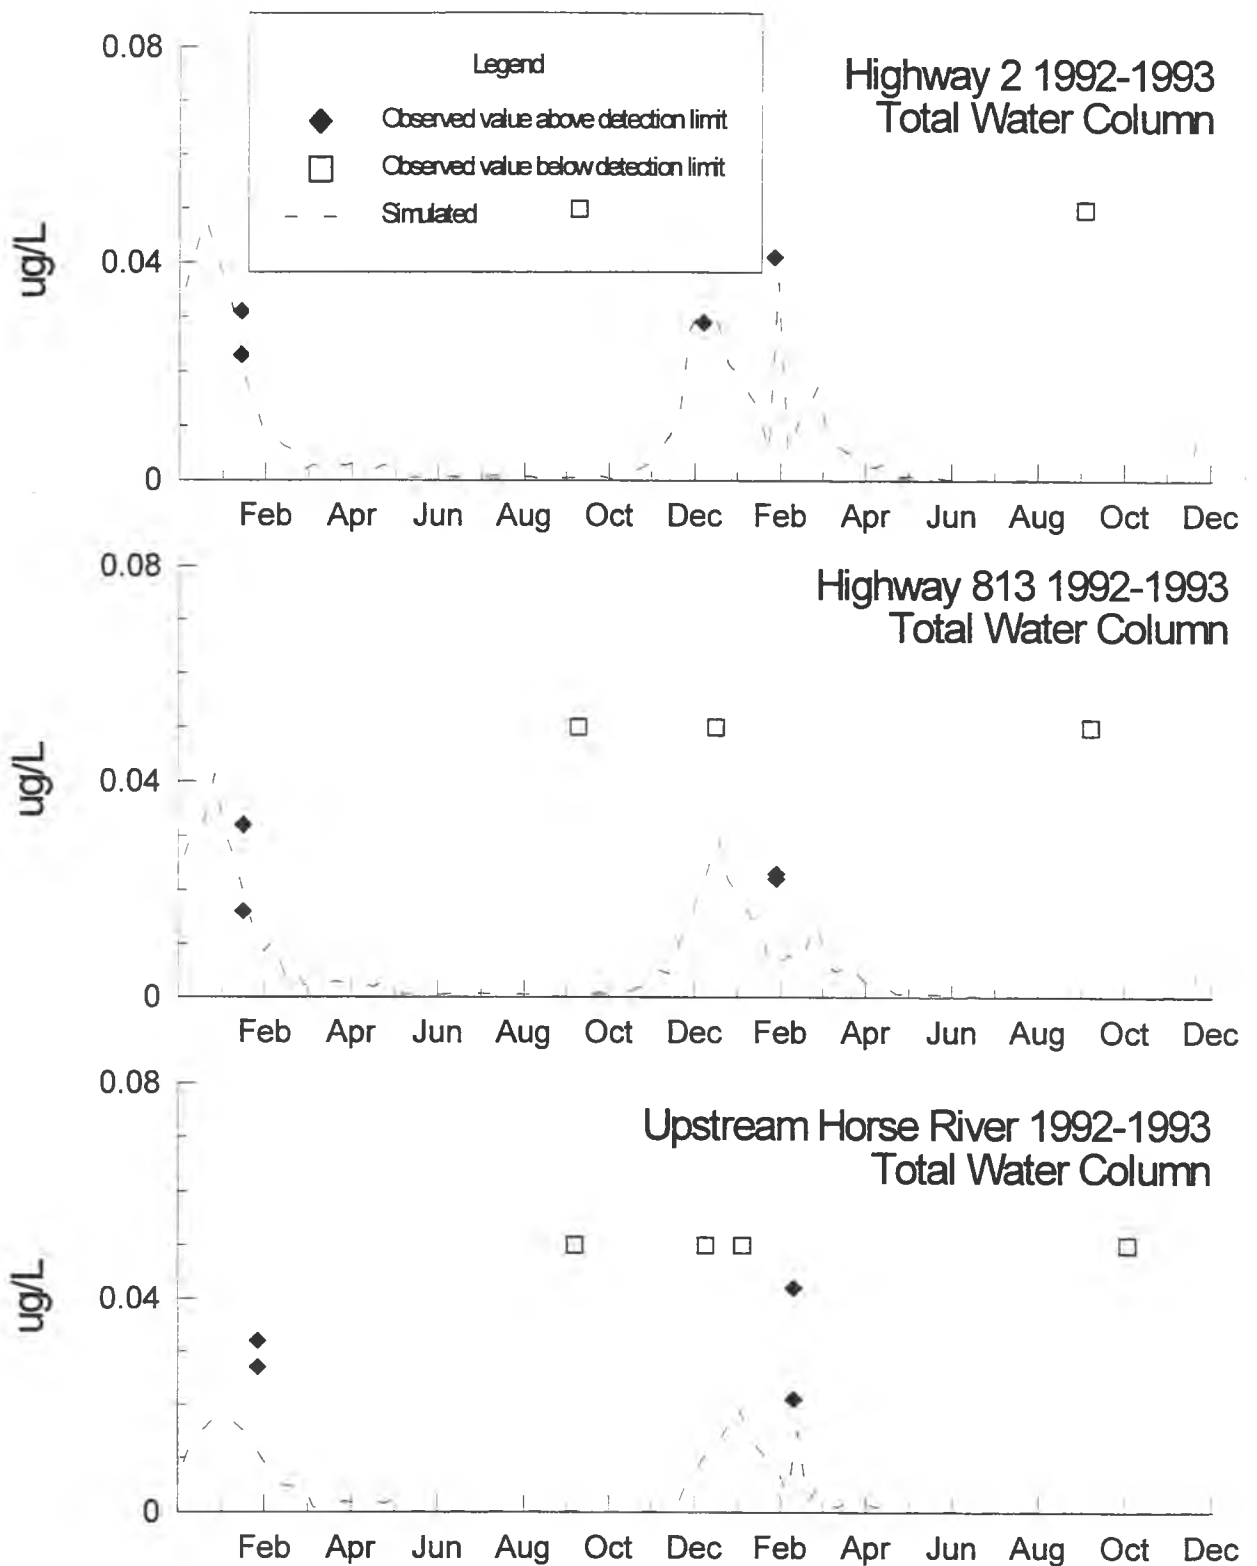 Legend
Observed value above detection limit
Observed value below detection limit
Simulated
Highway 2 1992-1993
Total Water Column
ug/L
0.08
0.04
0
Feb Apr Jun Aug Oct Dec Feb Apr Jun Aug Oct Dec
Highway 813 1992-1993
Total Water Column
ug/L
0.08
0.04
0
Feb Apr Jun Aug Oct Dec Feb Apr Jun Aug Oct Dec
Upstream Horse River 1992-1993
Total Water Column
ug/L
0.08
0.04
0
Feb Apr Jun Aug Oct Dec Feb Apr Jun Aug Oct Dec